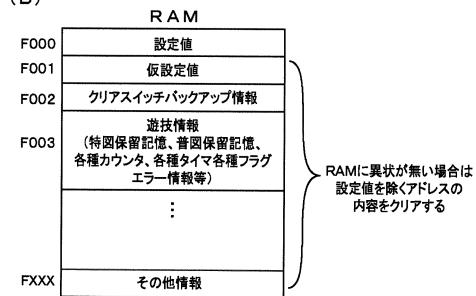 (B)
RAM
F000 設定値
F001 仮設定値
F002 クリアスイッチバックアップ情報
F003 遊技情報
(特図保留記憶、普図保留記憶、
各種カウンタ、各種タイマ各種フラグ
エラー情報等)
RAMに異状が無い場合は
設定値を除くアドレスの
内容をクリアする
⋮
FXXX その他情報